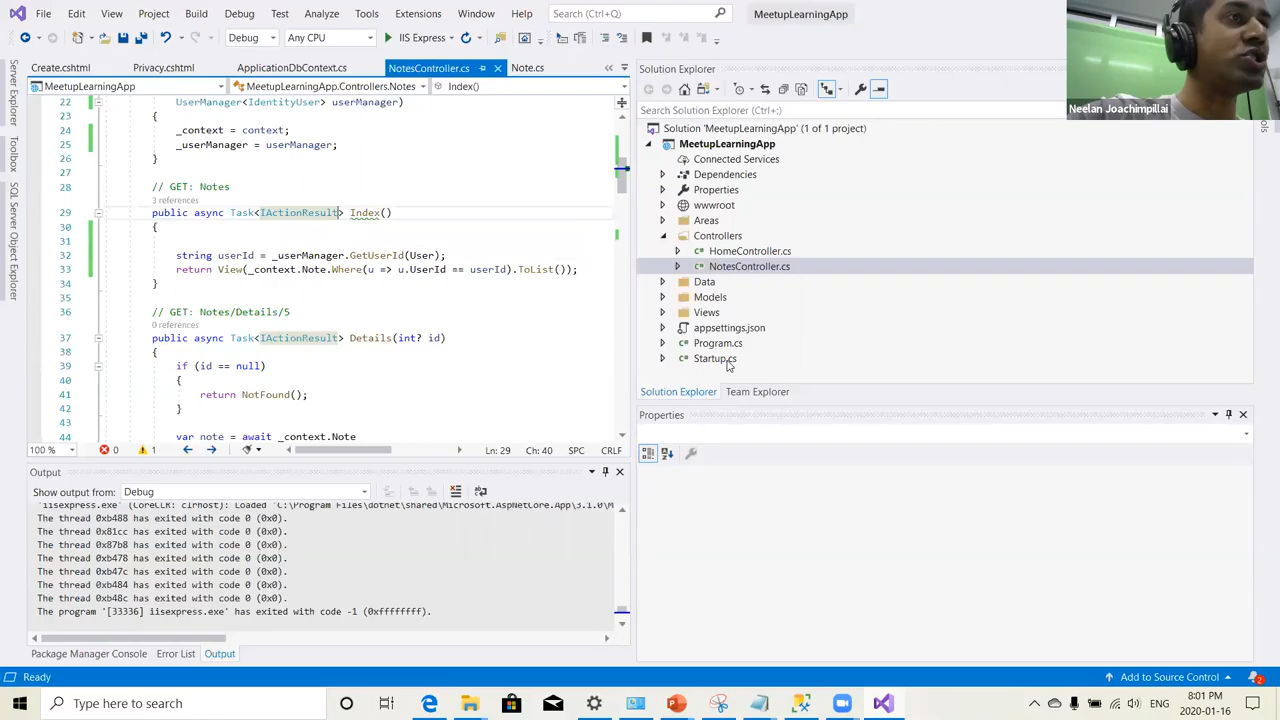 File Edit View Project Build Debug Test Analyze Tools Extensions Window Help Search (Ctrl+Q) MeetupLearningApp
Debug Any CPU IIS Express
Create.cshtml Privacy.cshtml ApplicationDbContext.cs NotesController.cs Note.cs
MeetupLearningApp MeetupLearningApp.Controllers.Notes Index()
22 UserManager<IdentityUser> userManager)
23 {
24 _context = context;
25 _userManager = userManager;
26 }
27
28 // GET: Notes
3 references
29 public async Task<IActionResult> Index()
30 {
31
32 string userId = _userManager.GetUserId(User);
33 return View(_context.Note.Where(u => u.UserId == userId).ToList());
34 }
35
36 // GET: Notes/Details/5
0 references
37 public async Task<IActionResult> Details(int? id)
38 {
39 if (id == null)
40 {
41 return NotFound();
42 }
43
44 var note = await _context.Note
100 % 0 1 Ln: 29 Ch: 40 SPC CRLF
Output
Show output from: Debug
'iisexpress.exe' (CoreCLR: clrhost): Loaded 'C:\Program Files\dotnet\shared\Microsoft.AspNetCore.App\3.1.0\M
The thread 0xb488 has exited with code 0 (0x0).
The thread 0x81cc has exited with code 0 (0x0).
The thread 0x87b8 has exited with code 0 (0x0).
The thread 0xb478 has exited with code 0 (0x0).
The thread 0xb47c has exited with code 0 (0x0).
The thread 0xb484 has exited with code 0 (0x0).
The thread 0xb48c has exited with code 0 (0x0).
The program '[33336] iisexpress.exe' has exited with code -1 (0xffffffff).
Package Manager Console Error List Output
Server Explorer
Toolbox
SQL Server Object Explorer
Solution Explorer
Search Solution Explorer (Ctrl+;)
Solution 'MeetupLearningApp' (1 of 1 project)
MeetupLearningApp
Connected Services
Dependencies
Properties
wwwroot
Areas
Controllers
C# HomeController.cs
C# NotesController.cs
Data
Models
Views
appsettings.json
C# Program.cs
C# Startup.cs
Solution Explorer Team Explorer
Properties
Neelan Joachimpillai
Ready Add to Source Control 2
Type here to search ENG 8:01 PM
2020-01-16